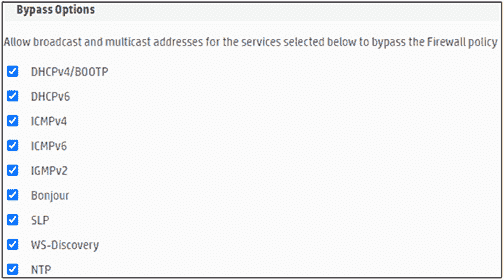 Bypass Options
Allow broadcast and multicast addresses for the services selected below to bypass the Firewall policy
DHCPv4/BOOTP
DHCPv6
ICMPv4
ICMPv6
IGMPv2
Bonjour
SLP
WS-Discovery
NTP